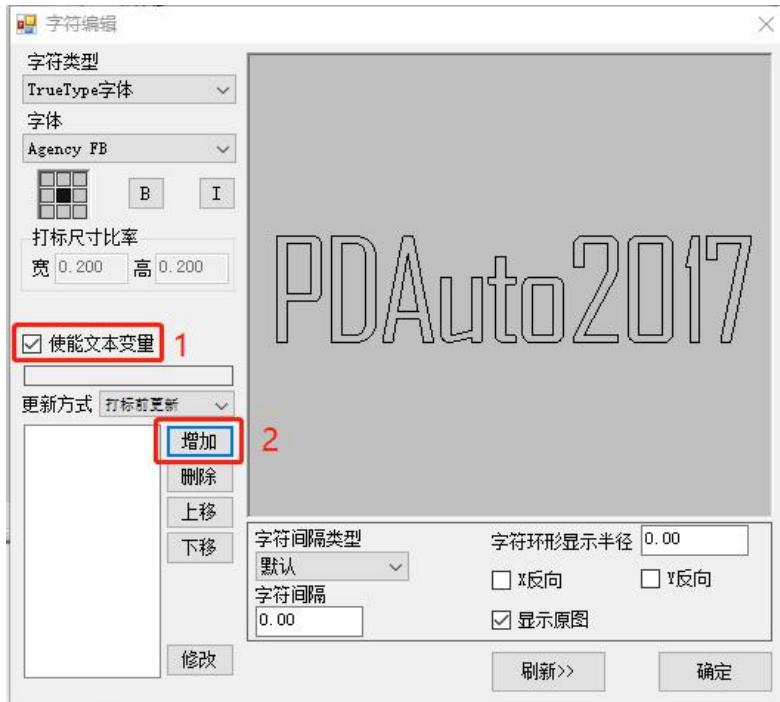 字符编辑
字符类型
TrueType字体
字体
Agency FB
B I
打标尺寸比率
宽 0.200 高 0.200
使能文本变量 1
更新方式 打标前更新
增加 2
删除
上移
下移
修改
PDAuto2017
字符间隔类型
默认
字符间隔
0.00
字符环形显示半径 0.00
X反向 Y反向
显示原图
刷新>> 确定